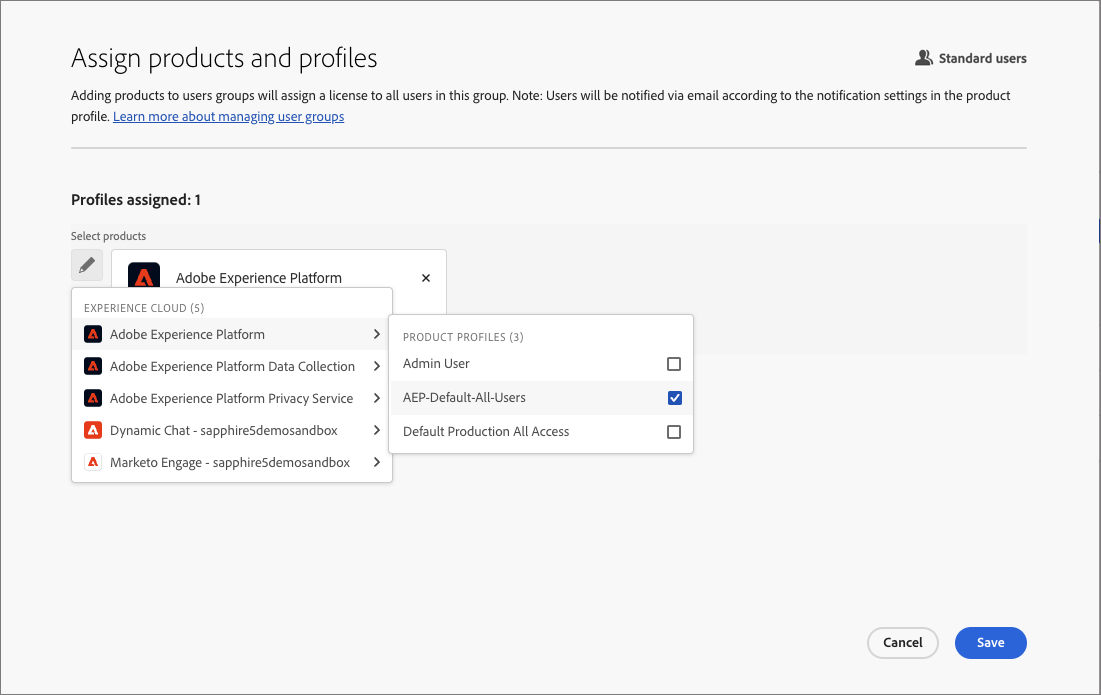 Assign products and profiles
Standard users
Adding products to users groups will assign a license to all users in this group. Note: Users will be notified via email according to the notification settings in the product
profile. Learn more about managing user groups
Profiles assigned: 1
Select products
Adobe Experience Platform
EXPERIENCE CLOUD (5)
Adobe Experience Platform
Adobe Experience Platform Data Collection
Adobe Experience Platform Privacy Service
Dynamic Chat - sapphire5demosandbox
Marketo Engage - sapphire5demosandbox
PRODUCT PROFILES (3)
Admin User
AEP-Default-All-Users
Default Production All Access
Cancel
Save